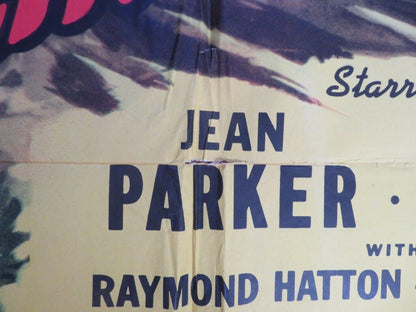 Starr
JEAN
PARKER ·
WITH
RAYMOND HATTON